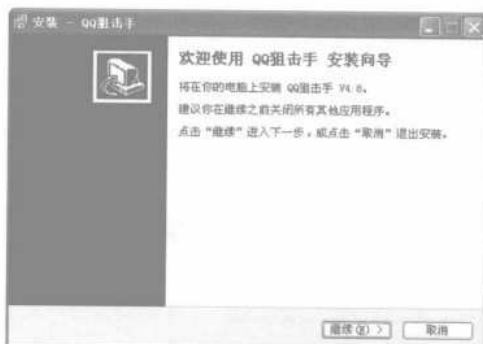 安装 - QQ狙击手
欢迎使用 QQ狙击手 安装向导
将在你的电脑上安装 QQ狙击手 V4.8。
建议你在继续之前关闭所有其他应用程序。
点击“继续”进入下一步，或点击“取消”退出安装。
继续(N) >
取消